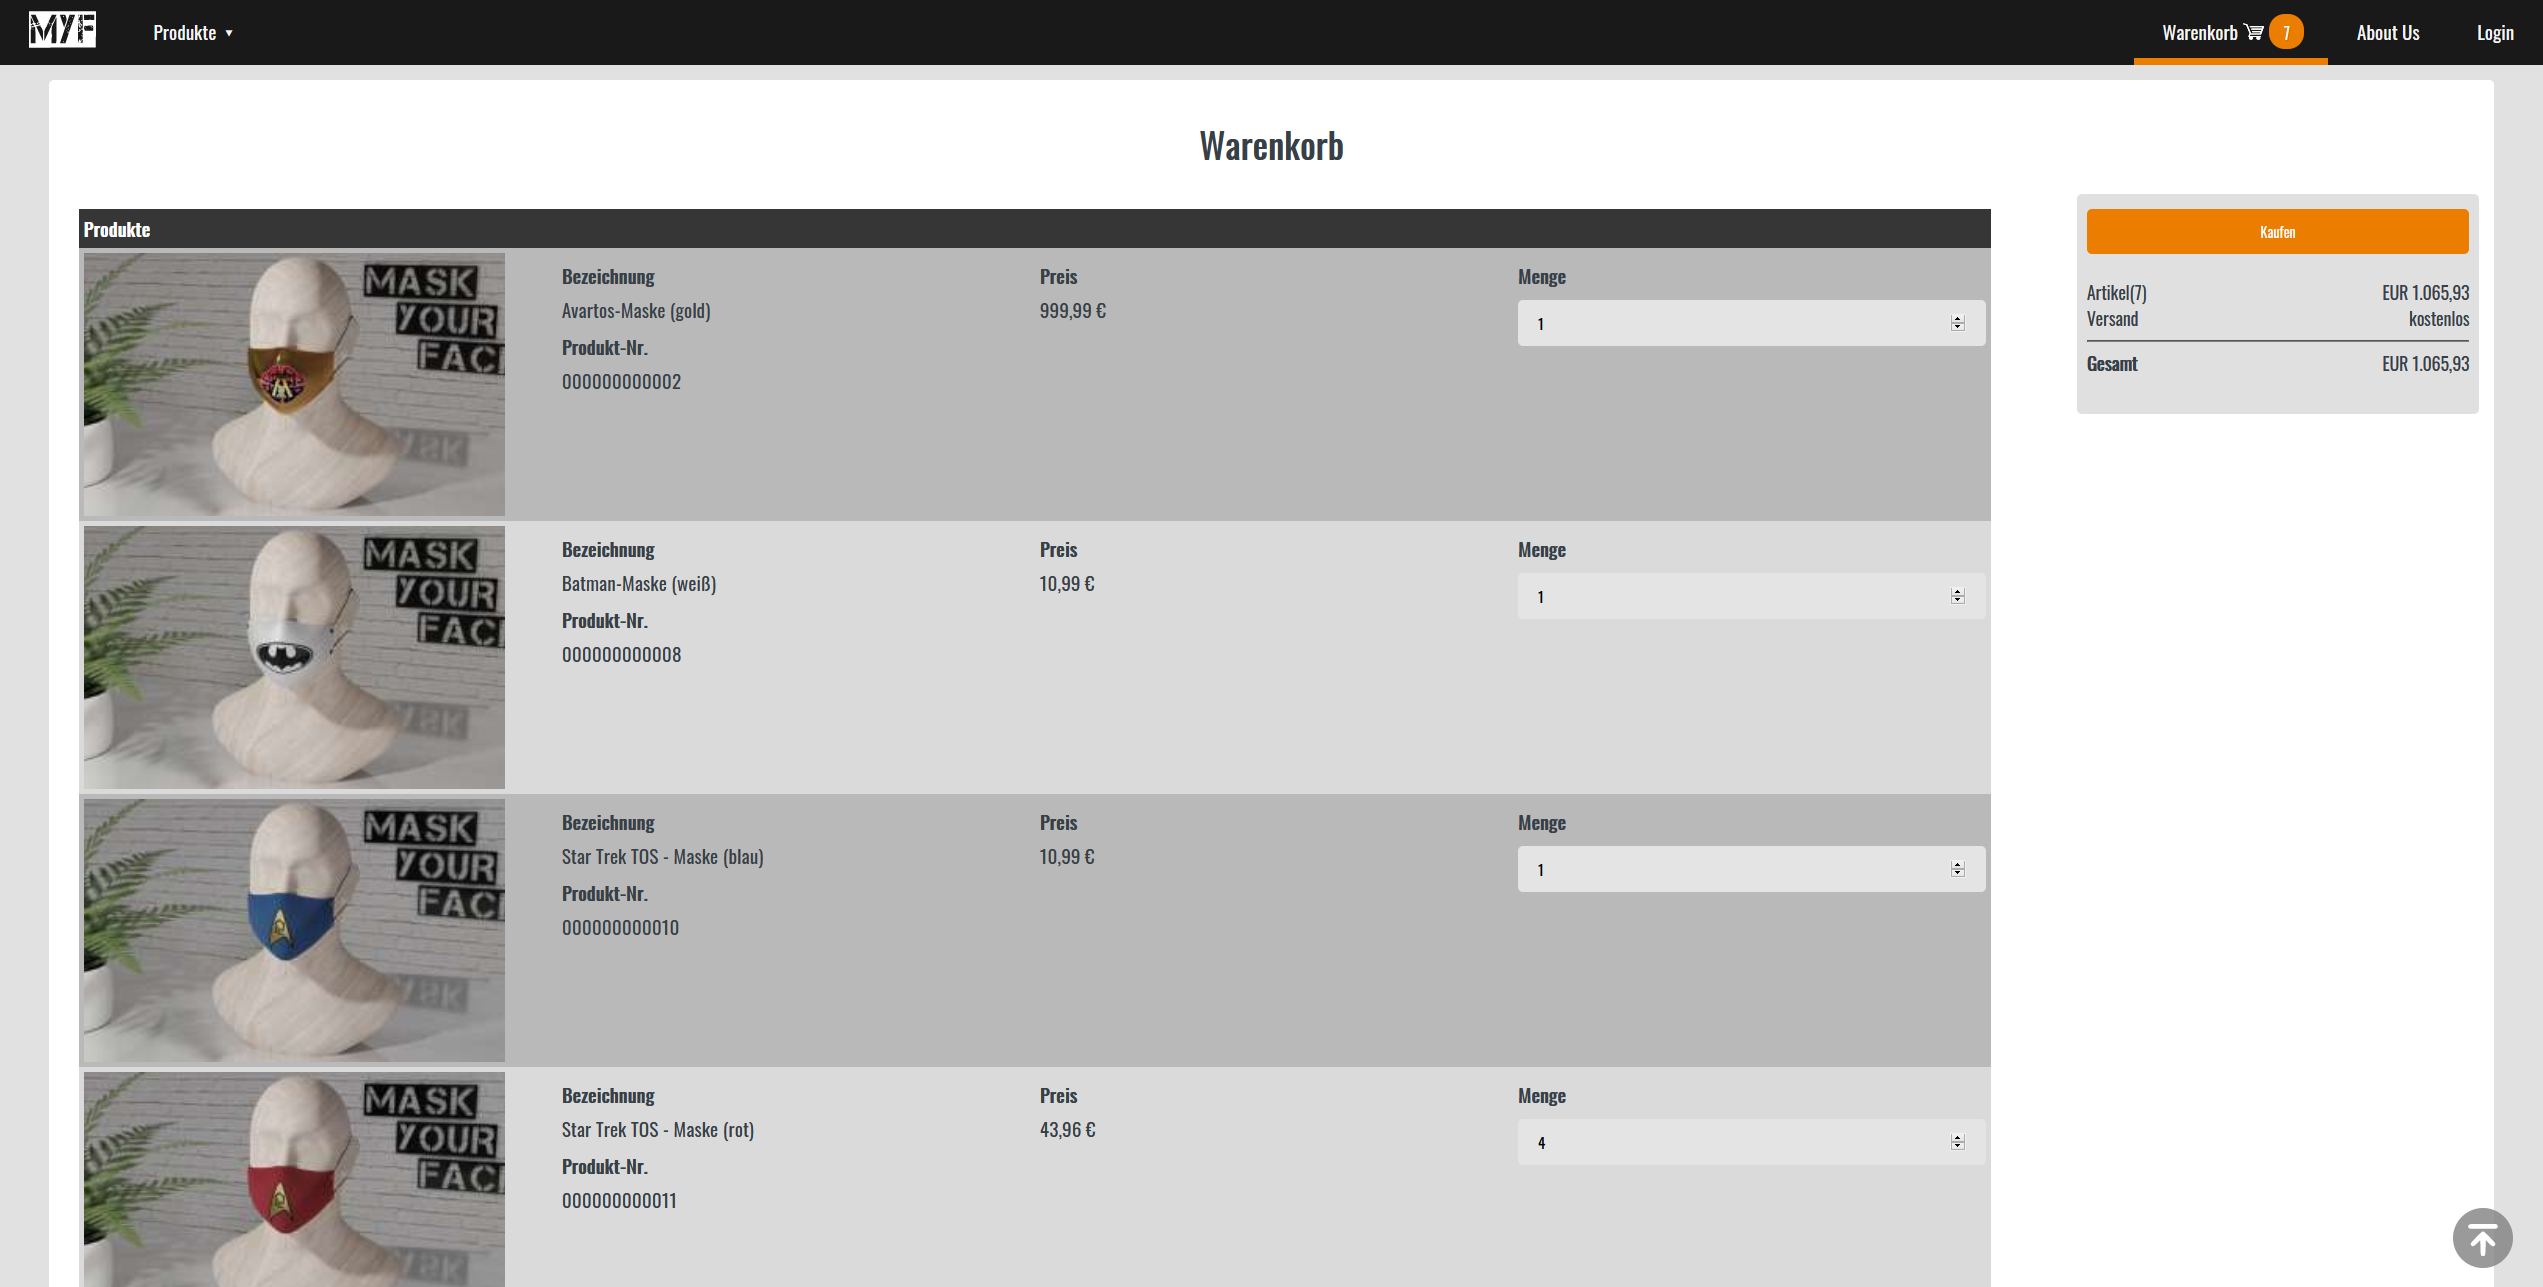 MYF
Produkte ▼
Warenkorb 7
About Us
Login
Warenkorb
Produkte
MASK
YOUR
FAC
Bezeichnung
Avartos-Maske (gold)
Produkt-Nr.
000000000002
Preis
999,99 €
Menge
1
MASK
YOUR
FAC
Bezeichnung
Batman-Maske (weiß)
Produkt-Nr.
000000000008
Preis
10,99 €
Menge
1
MASK
YOUR
FAC
Bezeichnung
Star Trek TOS - Maske (blau)
Produkt-Nr.
000000000010
Preis
10,99 €
Menge
1
MASK
YOUR
FAC
Bezeichnung
Star Trek TOS - Maske (rot)
Produkt-Nr.
000000000011
Preis
43,96 €
Menge
4
Kaufen
Artikel(7) EUR 1.065,93
Versand kostenlos
Gesamt EUR 1.065,93